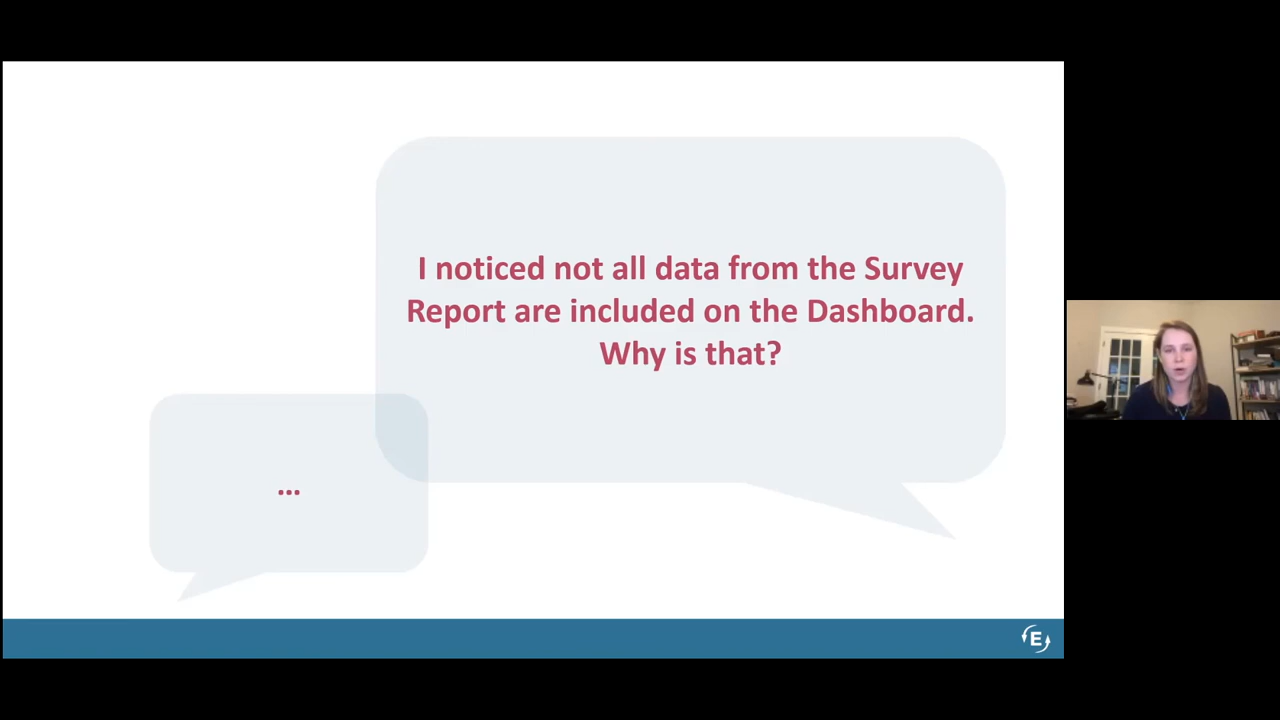 I noticed not all data from the Survey
Report are included on the Dashboard.
Why is that?
...
E